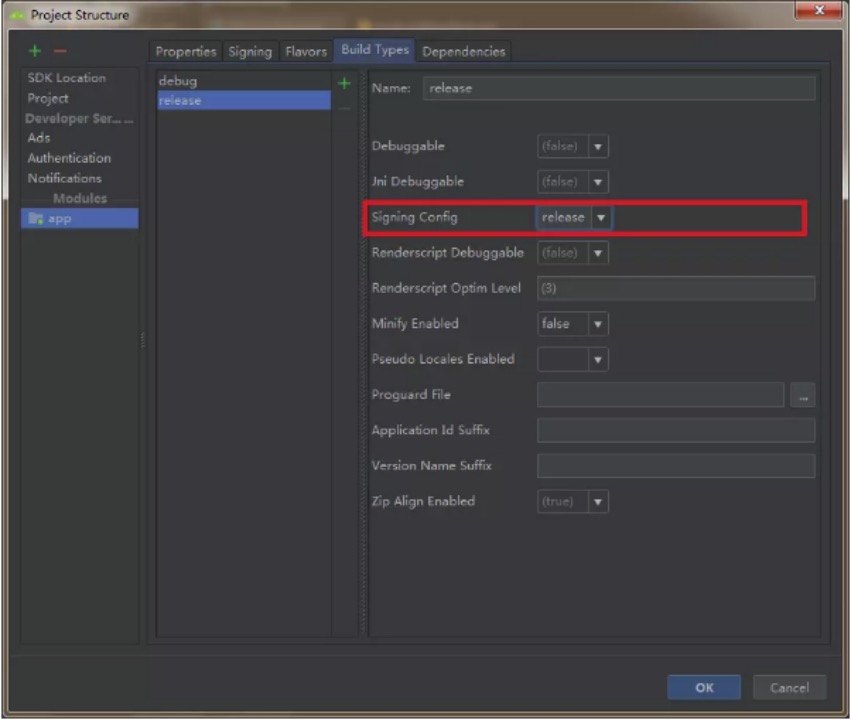 Project Structure
x
Properties Signing Flavors Build Types Dependencies
SDK Location
Project
Developer Ser... ...
Ads
Authentication
Notifications
Modules
app
debug
release
Name: release
Debuggable (false)
Jni Debuggable (false)
Signing Config release
Renderscript Debuggable (false)
Renderscript Optim Level (3)
Minify Enabled false
Pseudo Locales Enabled
Proguard File ...
Application Id Suffix
Version Name Suffix
Zip Align Enabled (true)
OK Cancel